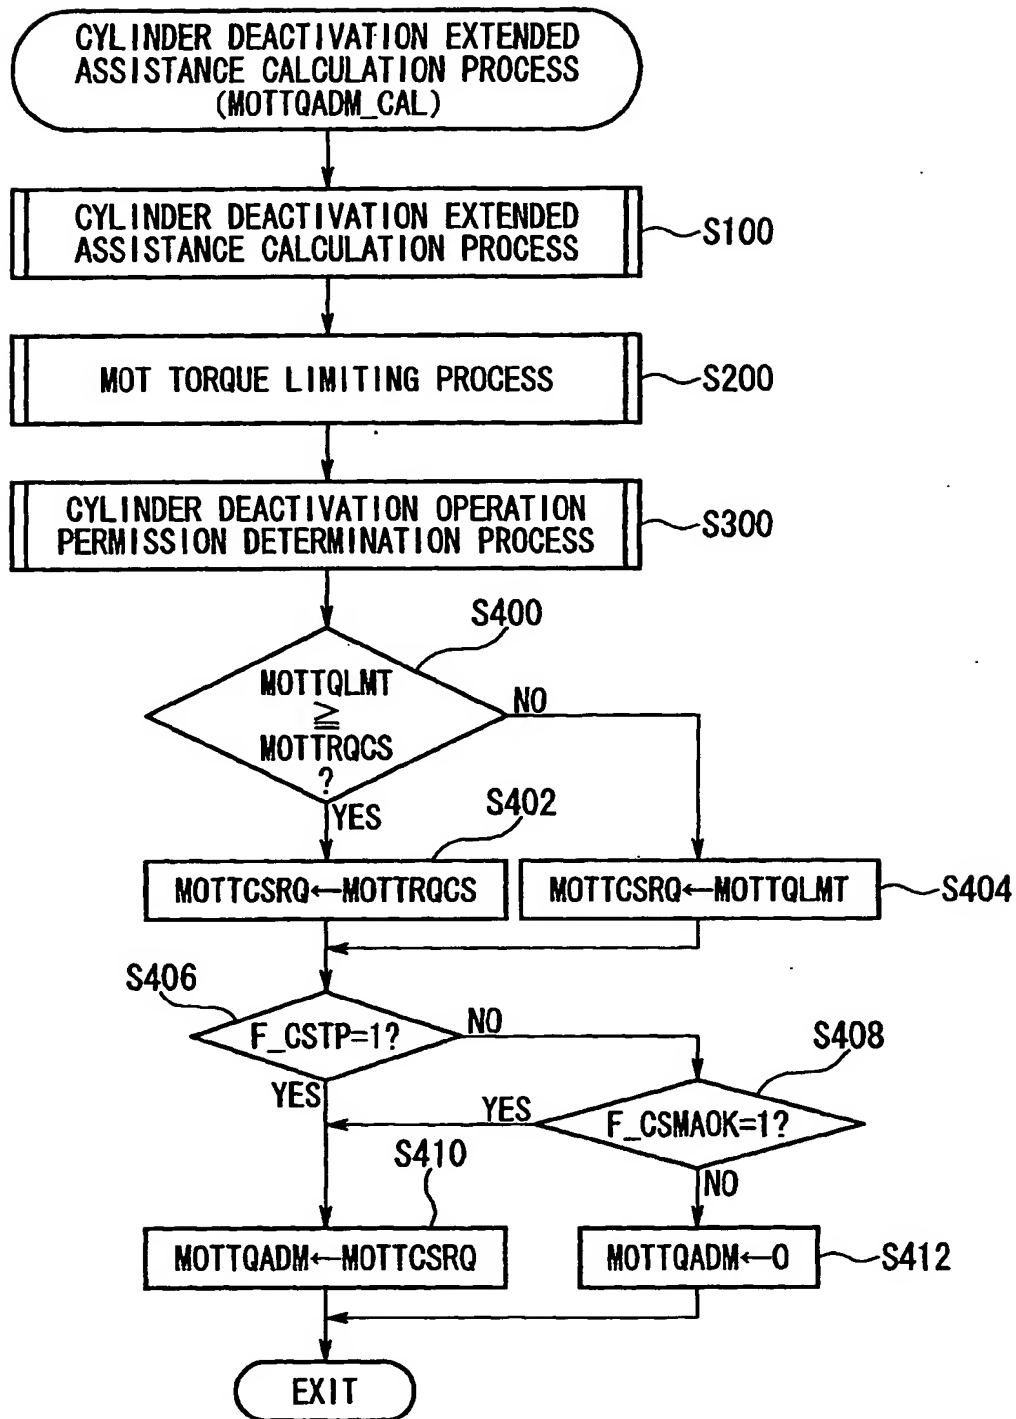 CYLINDER DEACTIVATION EXTENDED
ASSISTANCE CALCULATION PROCESS
(MOTTQADM_CAL)
CYLINDER DEACTIVATION EXTENDED
ASSISTANCE CALCULATION PROCESS
S100
MOT TORQUE LIMITING PROCESS
S200
CYLINDER DEACTIVATION OPERATION
PERMISSION DETERMINATION PROCESS
S300
S400
MOTTQLMT
≧
MOTTRQCS
?
NO
YES
S402
MOTTCSRQ←MOTTRQCS
MOTTCSRQ←MOTTQLMT
S404
S406
F_CSTP=1?
NO
YES
S408
F_CSMAOK=1?
YES
NO
S410
MOTTQADM←MOTTCSRQ
MOTTQADM←0
S412
EXIT